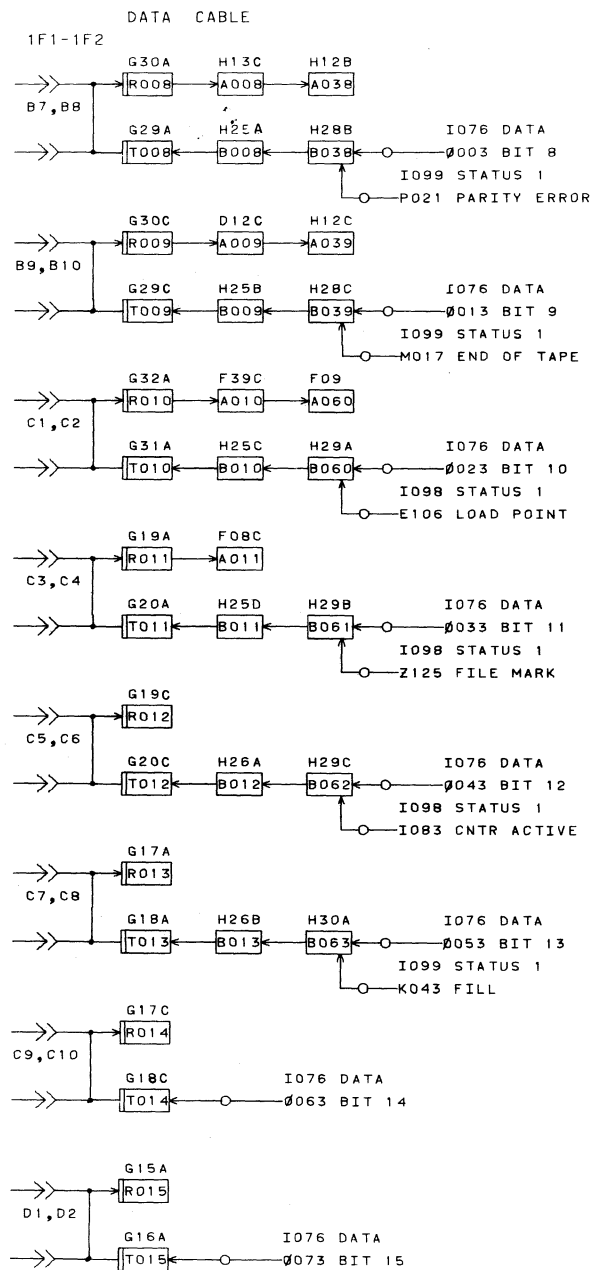 DATA CABLE
1F1-1F2
G30A H13C H12B
R008 A008 A038
B7,B8
G29A H25A H28B I076 DATA
T008 B008 B038 Ø003 BIT 8
I099 STATUS 1
P021 PARITY ERROR
G30C D12C H12C
R009 A009 A039
B9,B10
G29C H25B H28C I076 DATA
T009 B009 B039 Ø013 BIT 9
I099 STATUS 1
M017 END OF TAPE
G32A F39C F09
R010 A010 A060
C1,C2
G31A H25C H29A I076 DATA
T010 B010 B060 Ø023 BIT 10
I098 STATUS 1
E106 LOAD POINT
G19A F08C
R011 A011
C3,C4
G20A H25D H29B I076 DATA
T011 B011 B061 Ø033 BIT 11
I098 STATUS 1
Z125 FILE MARK
G19C
R012
C5,C6
G20C H26A H29C I076 DATA
T012 B012 B062 Ø043 BIT 12
I098 STATUS 1
I083 CNTR ACTIVE
G17A
R013
C7,C8
G18A H26B H30A I076 DATA
T013 B013 B063 Ø053 BIT 13
I099 STATUS 1
K043 FILL
G17C
R014
C9,C10
G18C I076 DATA
T014 Ø063 BIT 14
G15A
R015
D1,D2
G16A I076 DATA
T015 Ø073 BIT 15